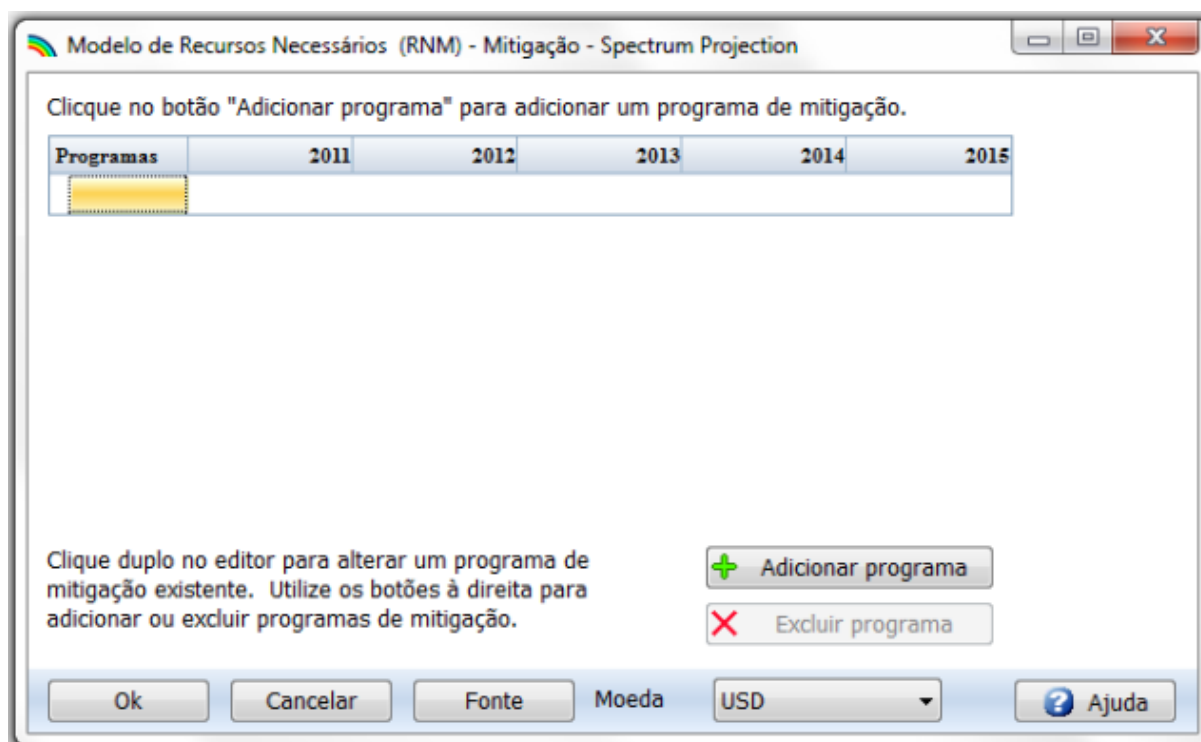 Modelo de Recursos Necessários (RNM) - Mitigação - Spectrum Projection
Clicque no botão "Adicionar programa" para adicionar um programa de mitigação.
Programas 2011 2012 2013 2014 2015
Clique duplo no editor para alterar um programa de
mitigação existente. Utilize os botões à direita para
adicionar ou excluir programas de mitigação.
Adicionar programa
Excluir programa
Ok Cancelar Fonte Moeda USD Ajuda